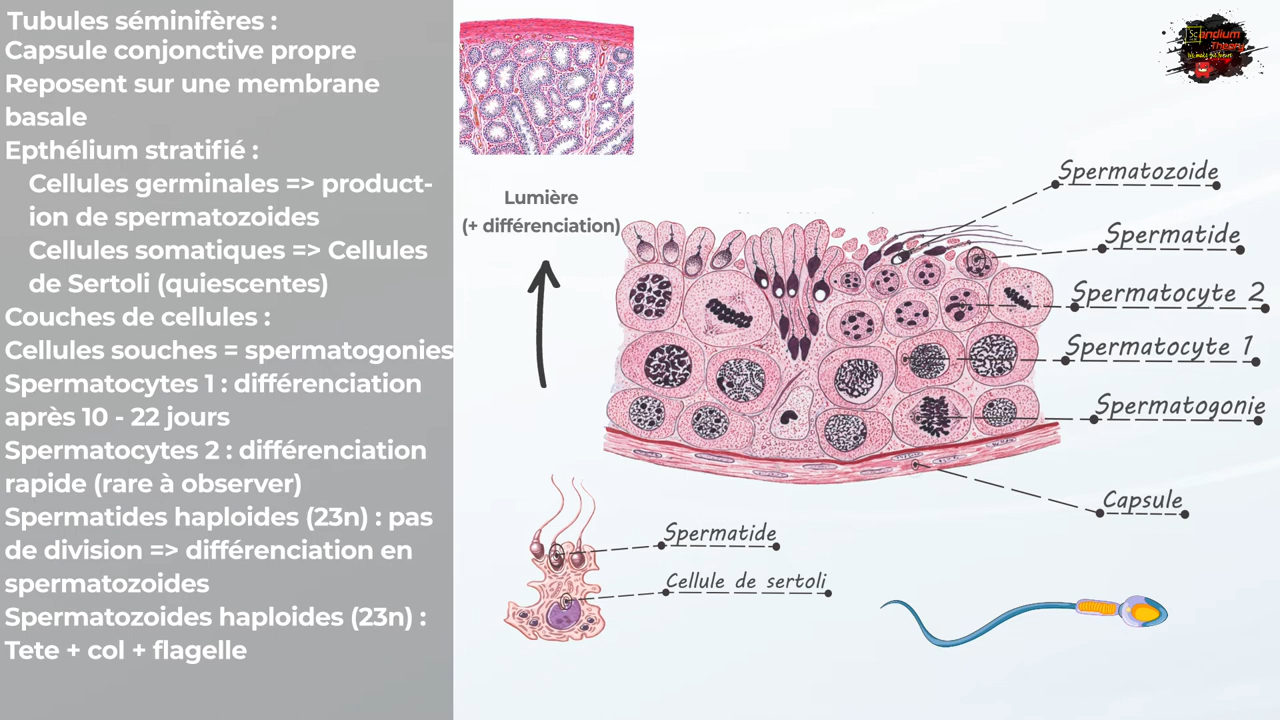 Tubules séminifères :
Capsule conjonctive propre
Reposent sur une membrane
basale
Epthélium stratifié :
Cellules germinales => product-
ion de spermatozoides
Cellules somatiques => Cellules
de Sertoli (quiescentes)
Couches de cellules :
Cellules souches = spermatogonies
Spermatocytes 1 : différenciation
après 10 - 22 jours
Spermatocytes 2 : différenciation
rapide (rare à observer)
Spermatides haploides (23n) : pas
de division => différenciation en
spermatozoides
Spermatozoides haploides (23n) :
Tete + col + flagelle
Lumière
(+ différenciation)
Spermatozoide
Spermatide
Spermatocyte 2
Spermatocyte 1
Spermatogonie
Capsule
Spermatide
Cellule de sertoli
Scandium
Theory